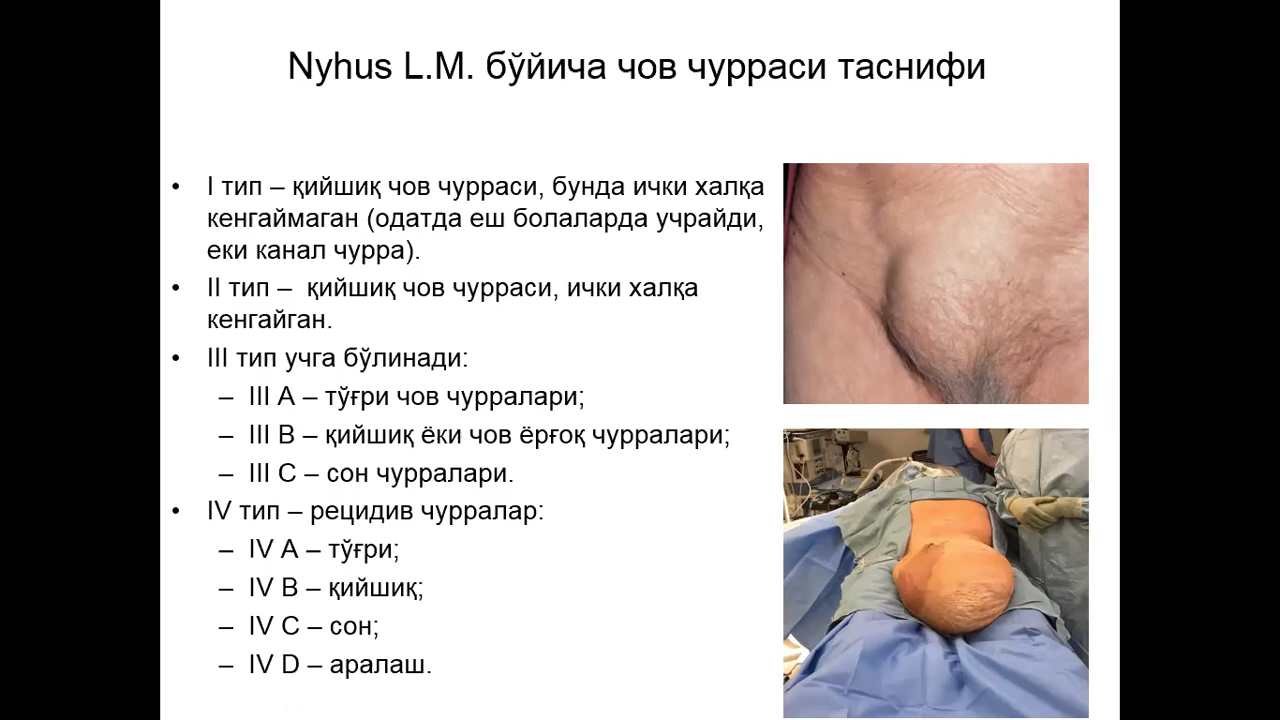 Nyhus L.M. бўйича чов чурраси таснифи
• I тип – қийшиқ чов чурраси, бунда ички халқа
кенгаймаган (одатда еш болаларда учрайди,
еки канал чурра).
• II тип – қийшиқ чов чурраси, ички халқа
кенгайган.
• III тип учга бўлинади:
– III A – тўғри чов чурралари;
– III B – қийшиқ ёки чов ёрғоқ чурралари;
– III C – сон чурралари.
• IV тип – рецидив чурралар:
– IV A – тўғри;
– IV B – қийшиқ;
– IV C – сон;
– IV D – аралаш.